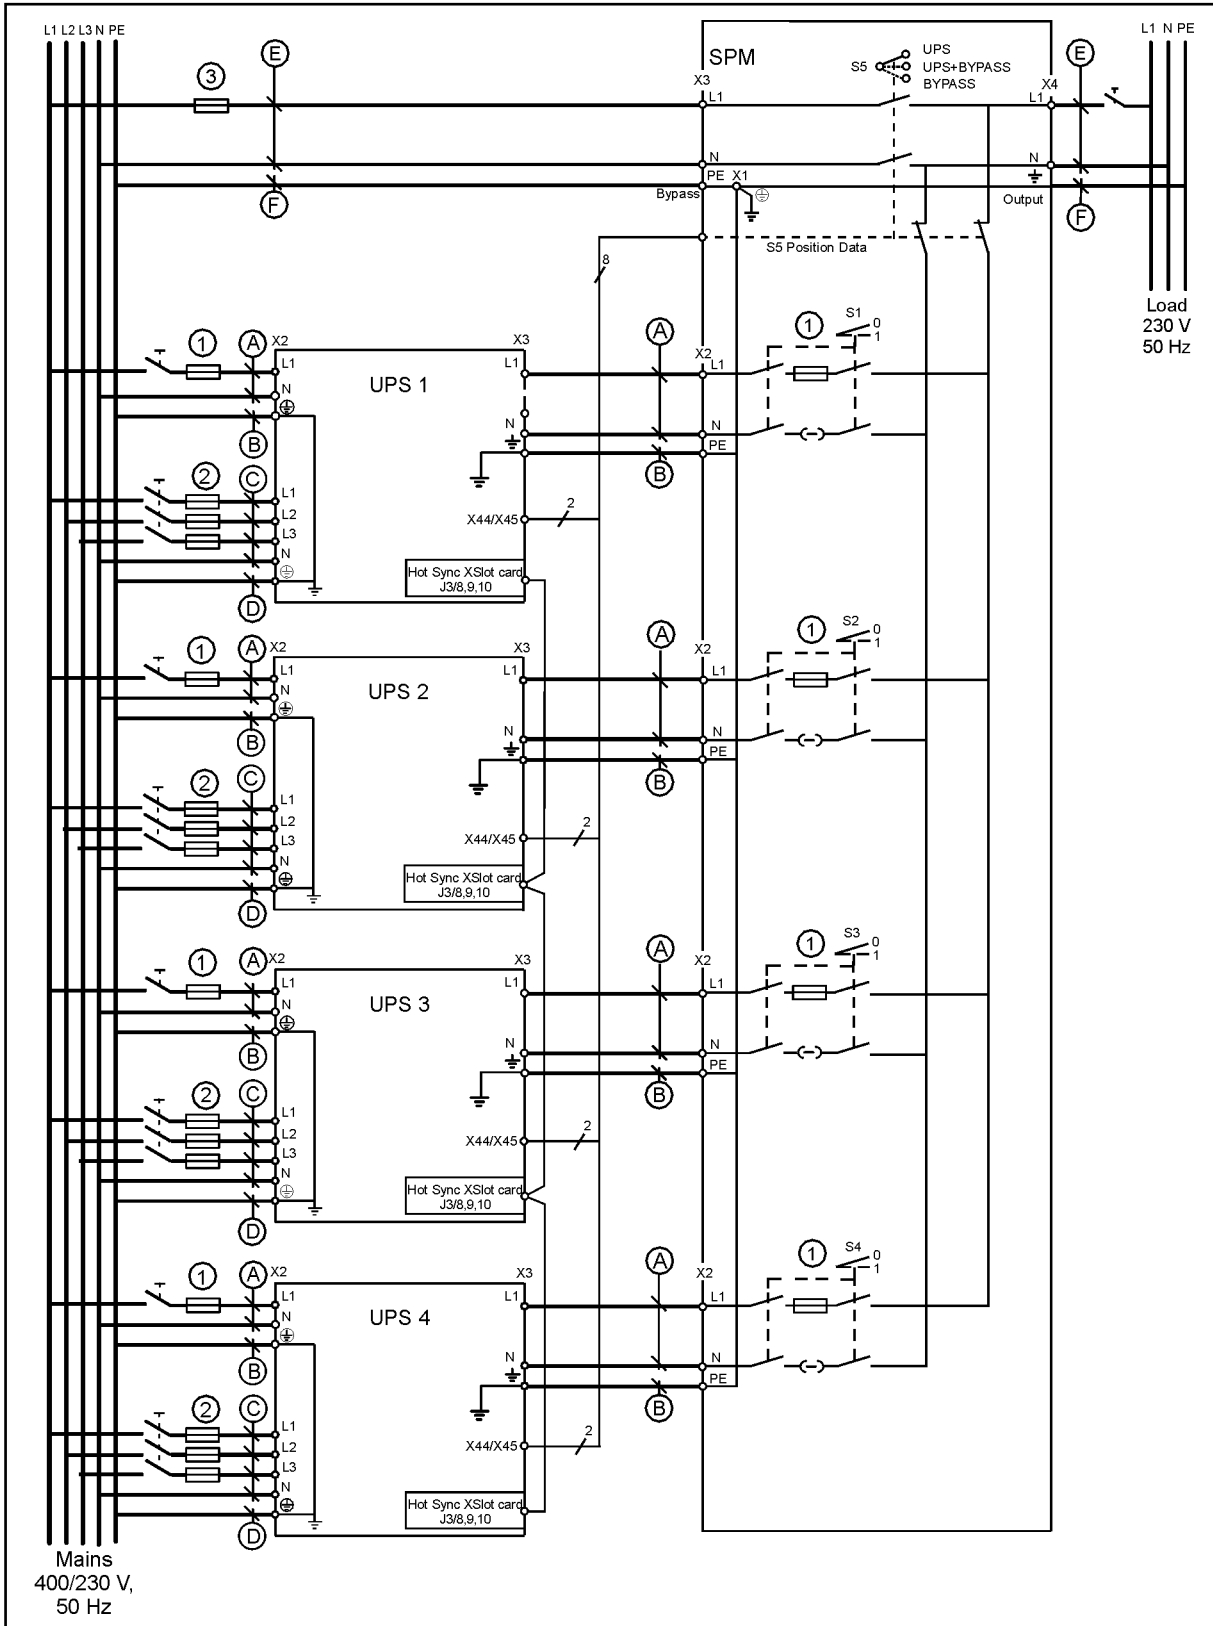 L1 L2 L3 N PE
E
SPM
S5
UPS
UPS+BYPASS
BYPASS
E
L1 N PE
3
X3
L1
X4
L1
N
N
PE X1
Bypass
Output
F
F
S5 Position Data
8
Load
230 V
50 Hz
1
A
X2
X3
A
1
S1
0
1
L1
UPS 1
L1
X2
L1
N
N
N
B
PE
B
2
C
L1
L2
L3
N
X44/X45
2
Hot Sync XSlot card
J3/8,9,10
D
1
A
X2
X3
A
1
S2
0
1
L1
UPS 2
L1
X2
L1
N
N
N
B
PE
B
2
C
L1
L2
L3
N
X44/X45
2
Hot Sync XSlot card
J3/8,9,10
D
1
A
X2
X3
A
1
S3
0
1
L1
UPS 3
L1
X2
L1
N
N
N
B
PE
B
2
C
L1
L2
L3
N
X44/X45
2
Hot Sync XSlot card
J3/8,9,10
D
1
A
X2
X3
A
1
S4
0
1
L1
UPS 4
L1
X2
L1
N
N
N
B
PE
B
2
C
L1
L2
L3
N
X44/X45
2
Hot Sync XSlot card
J3/8,9,10
D
Mains
400/230 V,
50 Hz